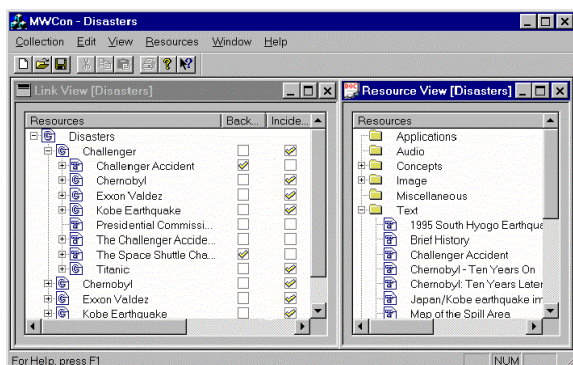 MWCon - Disasters
Collection Edit View Resources Window Help
Link View [Disasters]
Resources Back... Incide...
Disasters
Challenger
Challenger Accident
Chernobyl
Exxon Valdez
Kobe Earthquake
Presidential Commissi...
The Challenger Accide...
The Space Shuttle Cha...
Titanic
Chernobyl
Exxon Valdez
Kobe Earthquake
Resource View [Disasters]
Resources
Applications
Audio
Concepts
Image
Miscellaneous
Text
1995 South Hyogo Earthqua
Brief History
Challenger Accident
Chernobyl - Ten Years On
Chernobyl: Ten Years Later
Japan/Kobe earthquake im
Map of the Spill Area
For Help, press F1
NUM